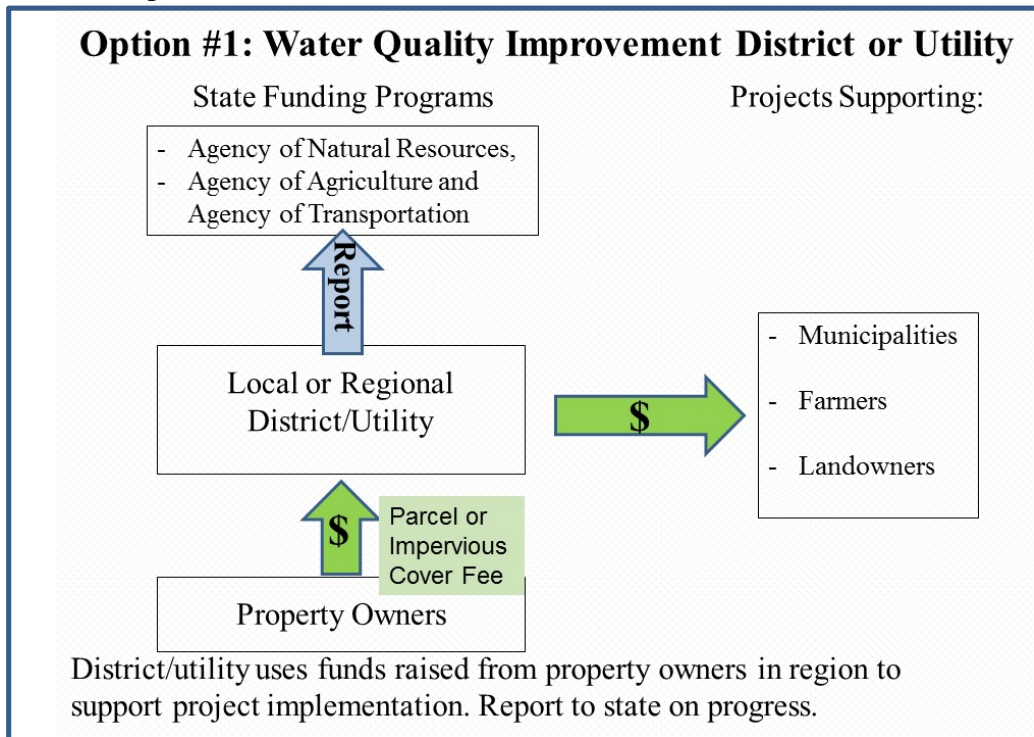 Option #1: Water Quality Improvement District or Utility
State Funding Programs
Projects Supporting:
- Agency of Natural Resources,
- Agency of Agriculture and
Agency of Transportation
Report
Local or Regional
District/Utility
$
- Municipalities
- Farmers
- Landowners
$
Parcel or
Impervious
Cover Fee
Property Owners
District/utility uses funds raised from property owners in region to
support project implementation. Report to state on progress.